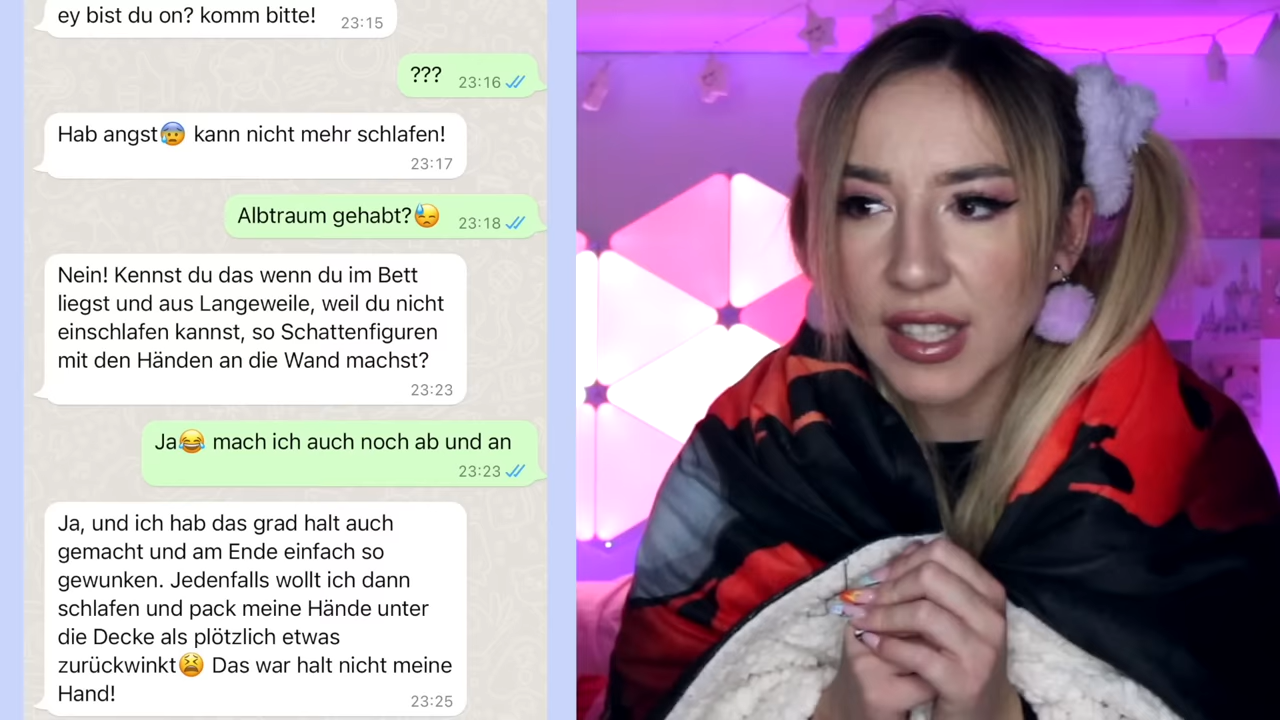 ey bist du on? komm bitte! 23:15
??? 23:16
Hab angst😰 kann nicht mehr schlafen!
23:17
Albtraum gehabt?😓 23:18
Nein! Kennst du das wenn du im Bett
liegst und aus Langeweile, weil du nicht
einschlafen kannst, so Schattenfiguren
mit den Händen an die Wand machst?
23:23
Ja😂 mach ich auch noch ab und an
23:23
Ja, und ich hab das grad halt auch
gemacht und am Ende einfach so
gewunken. Jedenfalls wollt ich dann
schlafen und pack meine Hände unter
die Decke als plötzlich etwas
zurückwinkt😫 Das war halt nicht meine
Hand! 23:25